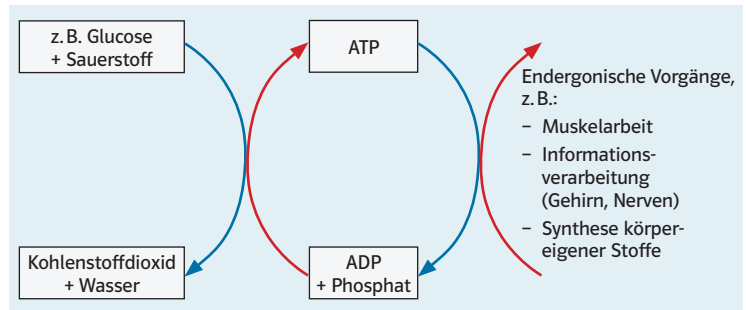 z. B. Glucose
+ Sauerstoff
ATP
Endergonische Vorgänge,
z. B.:
– Muskelarbeit
– Informations-
verarbeitung
(Gehirn, Nerven)
– Synthese körper-
eigener Stoffe
Kohlenstoffdioxid
+ Wasser
ADP
+ Phosphat